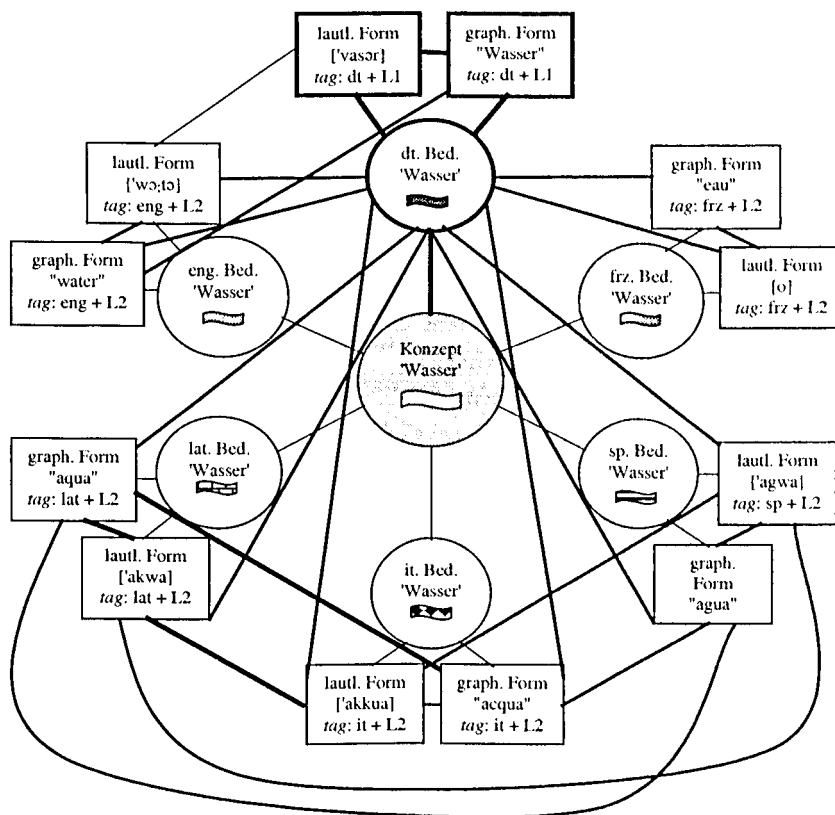 lautl. Form
['vasər]
tag: dt + L1
graph. Form
"Wasser"
tag: dt + L1
dt. Bed.
'Wasser'
lautl. Form
['wɔ:tə]
tag: eng + L2
graph. Form
"eau"
tag: frz + L2
graph. Form
"water"
tag: eng + L2
eng. Bed.
'Wasser'
frz. Bed.
'Wasser'
lautl. Form
[o]
tag: frz + L2
Konzept
'Wasser'
graph. Form
"aqua"
tag: lat + L2
lat. Bed.
'Wasser'
sp. Bed.
'Wasser'
lautl. Form
['agwa]
tag: sp + L2
lautl. Form
['akwa]
tag: lat + L2
it. Bed.
'Wasser'
graph.
Form
"agua"
lautl. Form
['akkua]
tag: it + L2
graph. Form
"acqua"
tag: it + L2